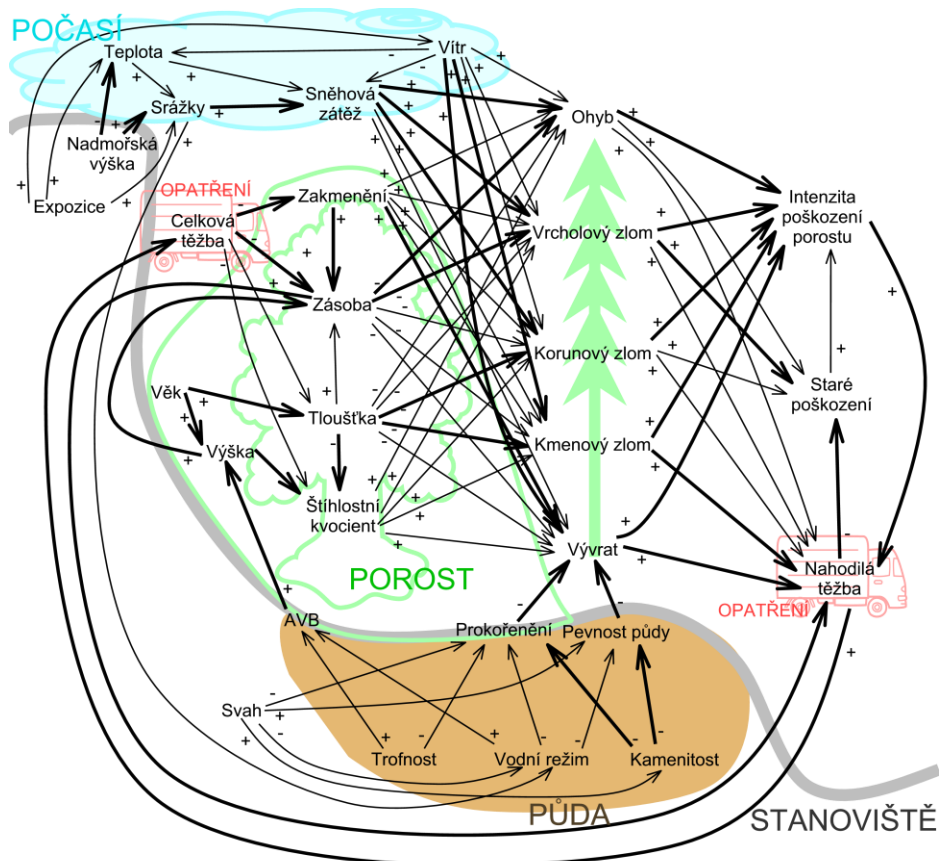 POČASÍ
Teplota
Vítr
Srážky
Sněhová
zátěž
Ohyb
Nadmořská
výška
Expozice
OPATŘENÍ
Celková
těžba
Zakmenění
Intenzita
poškození
porostu
Vrcholový zlom
Zásoba
Korunový zlom
Věk
Tloušťka
Staré
poškození
Výška
Kmenový zlom
Štíhlostní
kvocient
Vývrat
POROST
Nahodilá
těžba
OPATŘENÍ
AVB
Prokořenění
Pevnost půdy
Svah
Trofnost
Vodní režim
Kamenitost
PŮDA
STANOVIŠTĚ